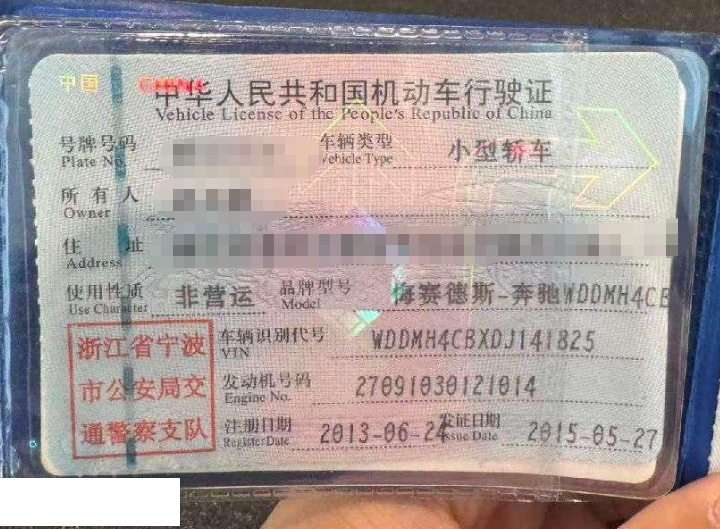 中国 CHINA
中华人民共和国机动车行驶证
Vehicle License of the People's Republic of China
号牌号码 车辆类型 小型轿车
Plate No. Vehicle Type
所有人
Owner
住址
Address
使用性质 非营运 品牌型号 梅赛德斯-奔驰WDDMH4CB
Use Character Model
浙江省宁波 车辆识别代号 WDDMH4CBXDJ141825
VIN
市公安局交 发动机号码 27091030121014
Engine No.
通警察支队 注册日期 2013-06-24 发证日期 2015-05-27
Register Date Issue Date